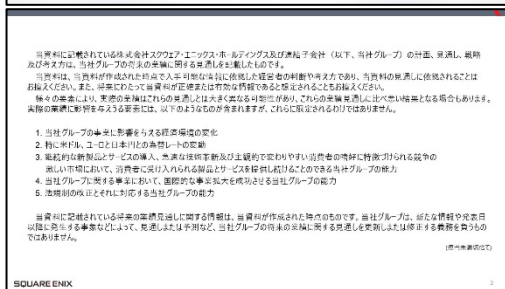 当資料に記載されている株式会社スクウェア・エニックス・ホールディングス及び連結子会社（以下、当社グループ）の計画、見通し、戦略
及び考え方は、当社グループの将来の業績に関する見通しを記載したものです。
当資料は、当資料が作成された時点で入手可能な情報に依拠した経営者の判断や考え方であり、当資料の見通しに依拠されることは
お控えください。また、将来にわたって当資料が正確または有効な情報であると想定されることもお控えください。
様々な要素により、実際の業績はこれらの見通しとは大きく異なる可能性があり、これらの業績見通しに比べ悪い結果となる場合もあります。
実際の業績に影響を与えうる要素には、以下のようなものが含まれますが、これらに限定されるわけではありません。
1. 当社グループの事業に影響を与える経済環境の変化
2. 特に米ドル、ユーロと日本円との為替レートの変動
3. 継続的な新製品とサービスの導入、急速な技術革新及び主観的で変わりやすい消費者の嗜好に特徴づけられる競争の
激しい市場において、消費者に受け入れられる製品とサービスを提供し続けることのできる当社グループの能力
4. 当社グループに関する事業において、国際的な事業拡大を成功させる当社グループの能力
5. 法規制の改正とそれに対応する当社グループの能力
当資料に記載されている将来の業績見通しに関する情報は、当資料が作成された時点のものです。当社グループは、新たな情報や発表日
以降に発生する事象などによって、見通しまたは予測など、当社グループの将来の業績に関する見通しを更新しまたは修正する義務を負うもの
ではありません。
SQUARE ENIX
2